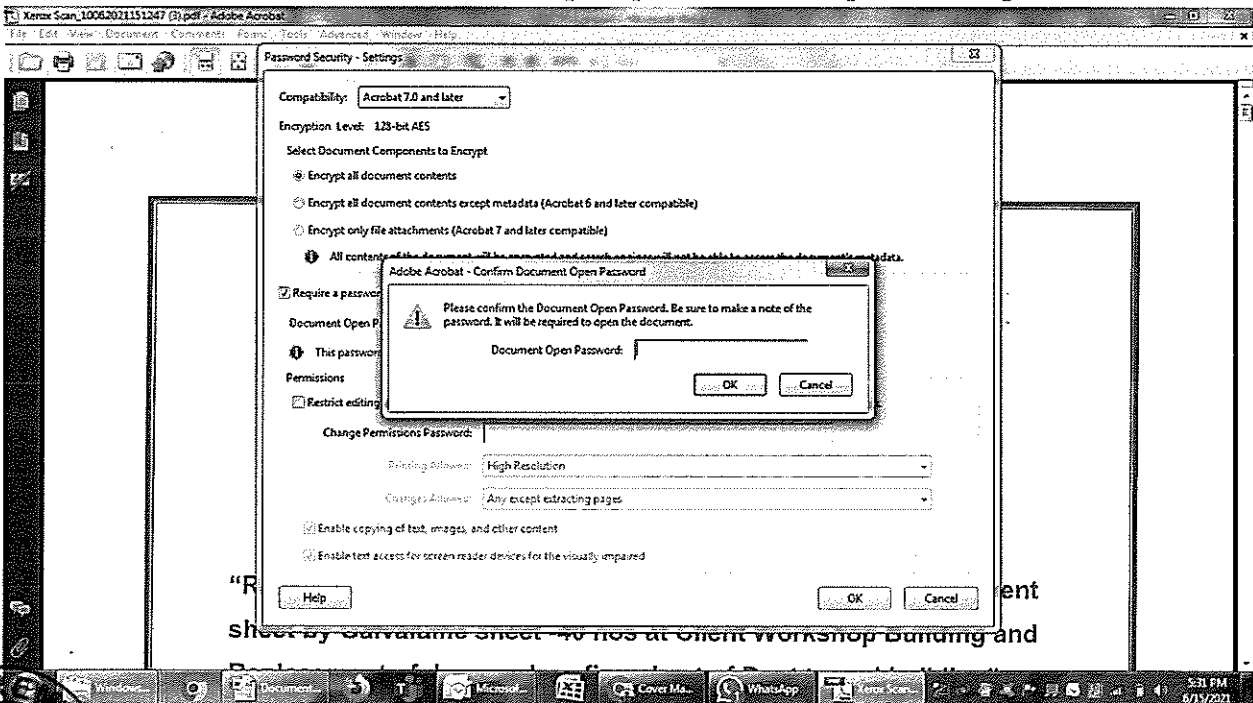 Xerox Scan_10062021151247 (3).pdf - Adobe Acrobat
File Edit View Document Comments Forms Tools Advanced Window Help
Password Security - Settings
Compatibility: Acrobat 7.0 and later
Encryption Level: 128-bit AES
Select Document Components to Encrypt
Encrypt all document contents
Encrypt all document contents except metadata (Acrobat 6 and later compatible)
Encrypt only file attachments (Acrobat 7 and later compatible)
All contents of the document will be encrypted and search engines will not be able to access the document's metadata.
Adobe Acrobat - Confirm Document Open Password
Require a passwor
Please confirm the Document Open Password. Be sure to make a note of the
password. It will be required to open the document.
Document Open P
Document Open Password:
This passwor
OK Cancel
Permissions
Restrict editing
Change Permissions Password:
Printing Allowed: High Resolution
Changes Allowed: Any except extracting pages
Enable copying of text, images, and other content
Enable text access for screen reader devices for the visually impaired
Help OK Cancel
“R ent
sheet by Galvalume sheet -40 nos at Client Workshop Building and
Windows... Document... Microsof... Cover Ma... WhatsApp Xerox Scan... 5:31 PM
6/15/2021